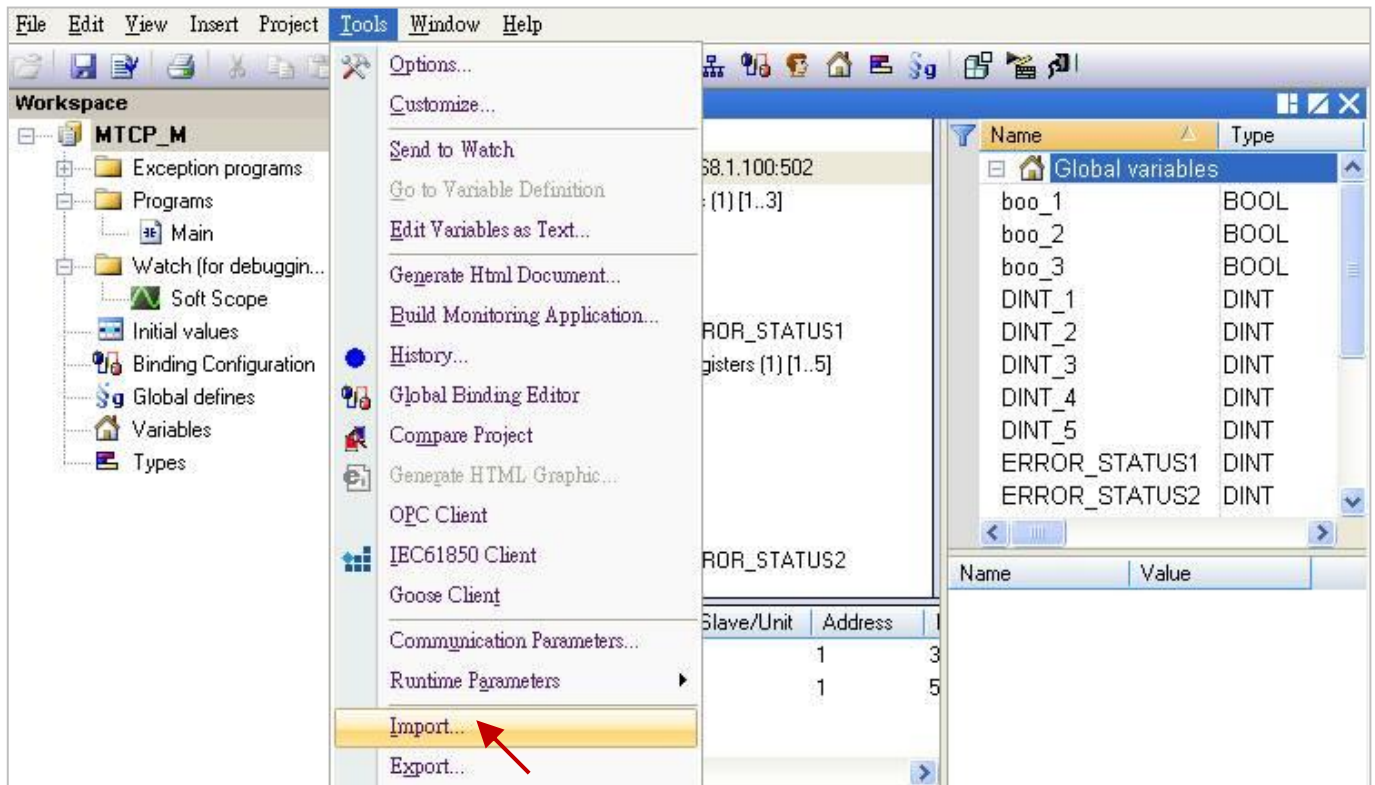 File Edit View Insert Project Tools Window Help
Workspace
MTCP_M
Exception programs
Programs
Main
Watch (for debuggin...
Soft Scope
Initial values
Binding Configuration
Global defines
Variables
Types
Options...
Customize...
Send to Watch
Go to Variable Definition
Edit Variables as Text...
Generate Html Document...
Build Monitoring Application...
History...
Global Binding Editor
Compare Project
Generate HTML Graphic...
OPC Client
IEC61850 Client
Goose Client
Communication Parameters...
Runtime Parameters
Import...
Export...
68.1.100:502
(1) [1..3]
ROR_STATUS1
gisters (1) [1..5]
ROR_STATUS2
Slave/Unit Address
1 3
1 5
Name Type
Global variables
boo_1 BOOL
boo_2 BOOL
boo_3 BOOL
DINT_1 DINT
DINT_2 DINT
DINT_3 DINT
DINT_4 DINT
DINT_5 DINT
ERROR_STATUS1 DINT
ERROR_STATUS2 DINT
Name Value